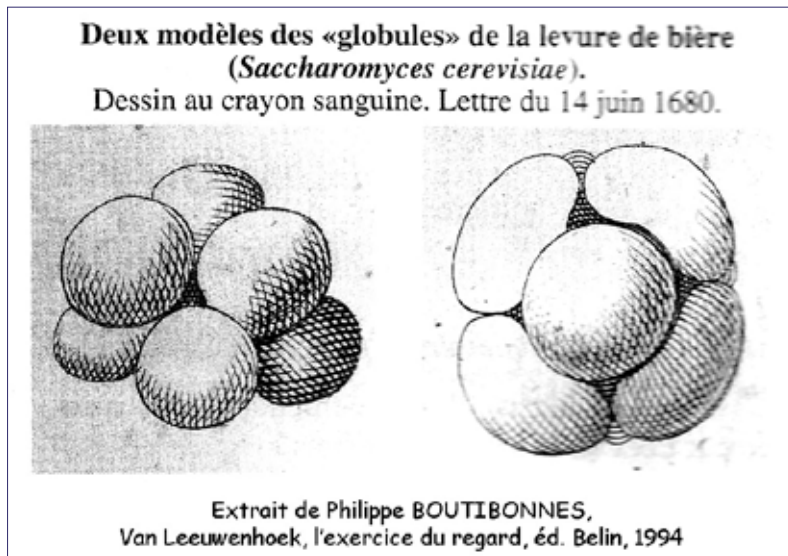 Deux modèles des «globules» de la levure de bière
(Saccharomyces cerevisiae).
Dessin au crayon sanguine. Lettre du 14 juin 1680.
Extrait de Philippe BOUTIBONNES,
Van Leeuwenhoek, l'exercice du regard, éd. Belin, 1994